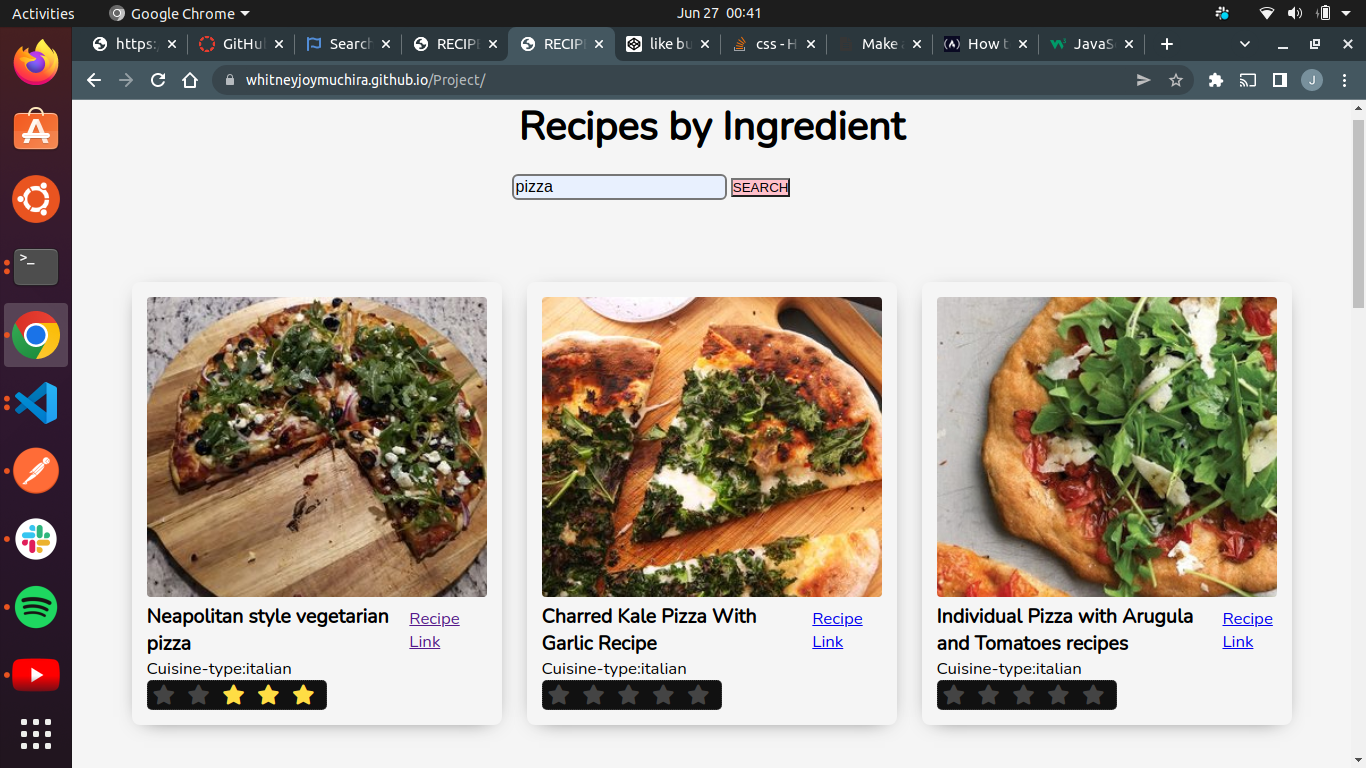 Activities
Google Chrome
Jun 27 00:41
https:
GitHu
Search
RECIPE
RECIPE
like bu
css - H
Make
How t
JavaS
whitneyjoymuchira.github.io/Project/
J
Recipes by Ingredient
pizza
SEARCH
Neapolitan style vegetarian
pizza
Recipe
Link
Cuisine-type:italian
Charred Kale Pizza With
Garlic Recipe
Recipe
Link
Cuisine-type:italian
Individual Pizza with Arugula
and Tomatoes recipes
Recipe
Link
Cuisine-type:italian